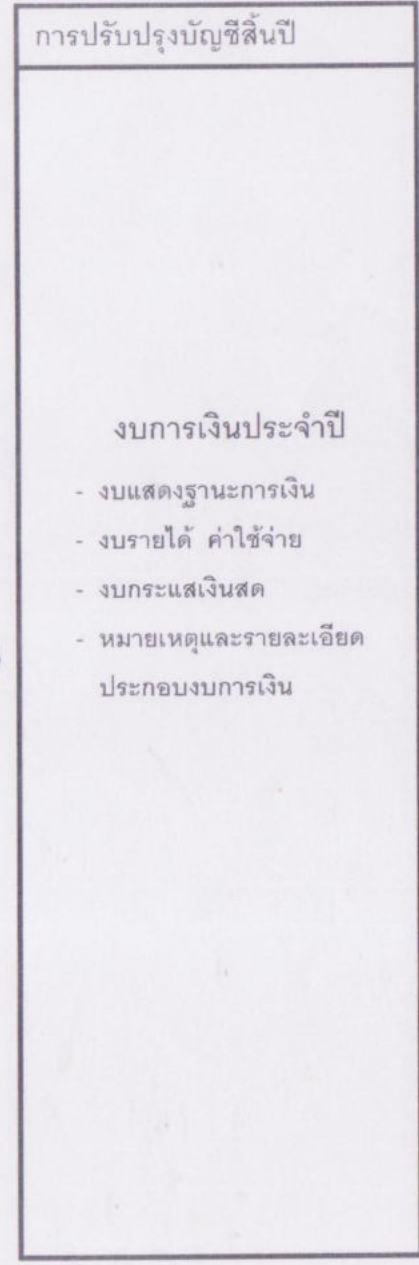 การปรับปรุงบัญชีสิ้นปี
งบการเงินประจำปี
- งบแสดงฐานะการเงิน
- งบรายได้ ค่าใช้จ่าย
- งบกระแสเงินสด
- หมายเหตุและรายละเอียด
ประกอบงบการเงิน